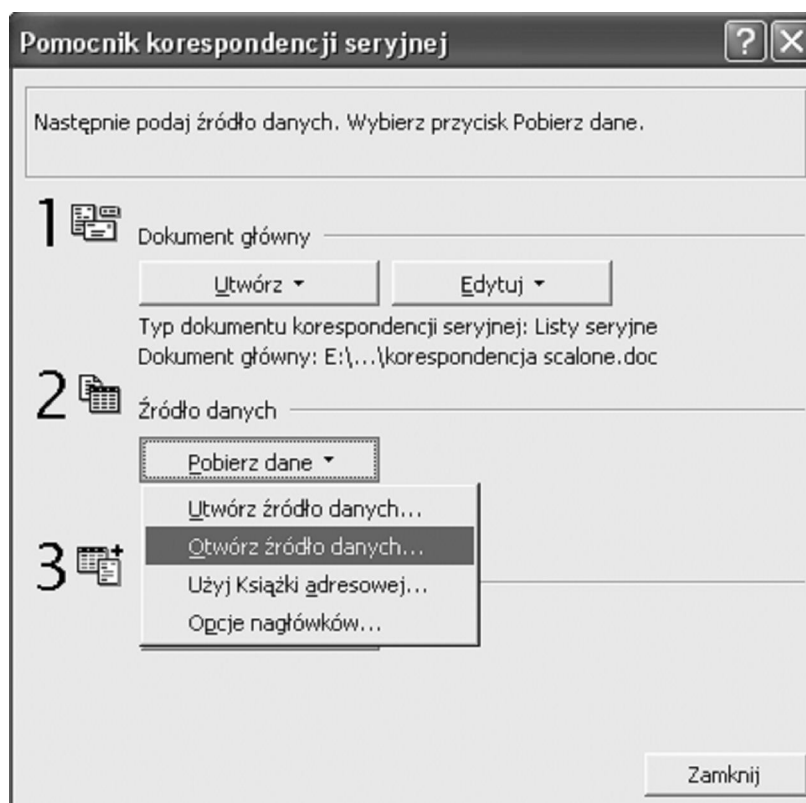 Pomocnik korespondencji seryjnej
Następnie podaj źródło danych. Wybierz przycisk Pobierz dane.
1
Dokument główny
Utwórz
Edytuj
Typ dokumentu korespondencji seryjnej: Listy seryjne
Dokument główny: E:\...\korespondencja scalone.doc
2
Źródło danych
Pobierz dane
Utwórz źródło danych...
Otwórz źródło danych...
Użyj Książki adresowej...
Opcje nagłówków...
3
Zamknij